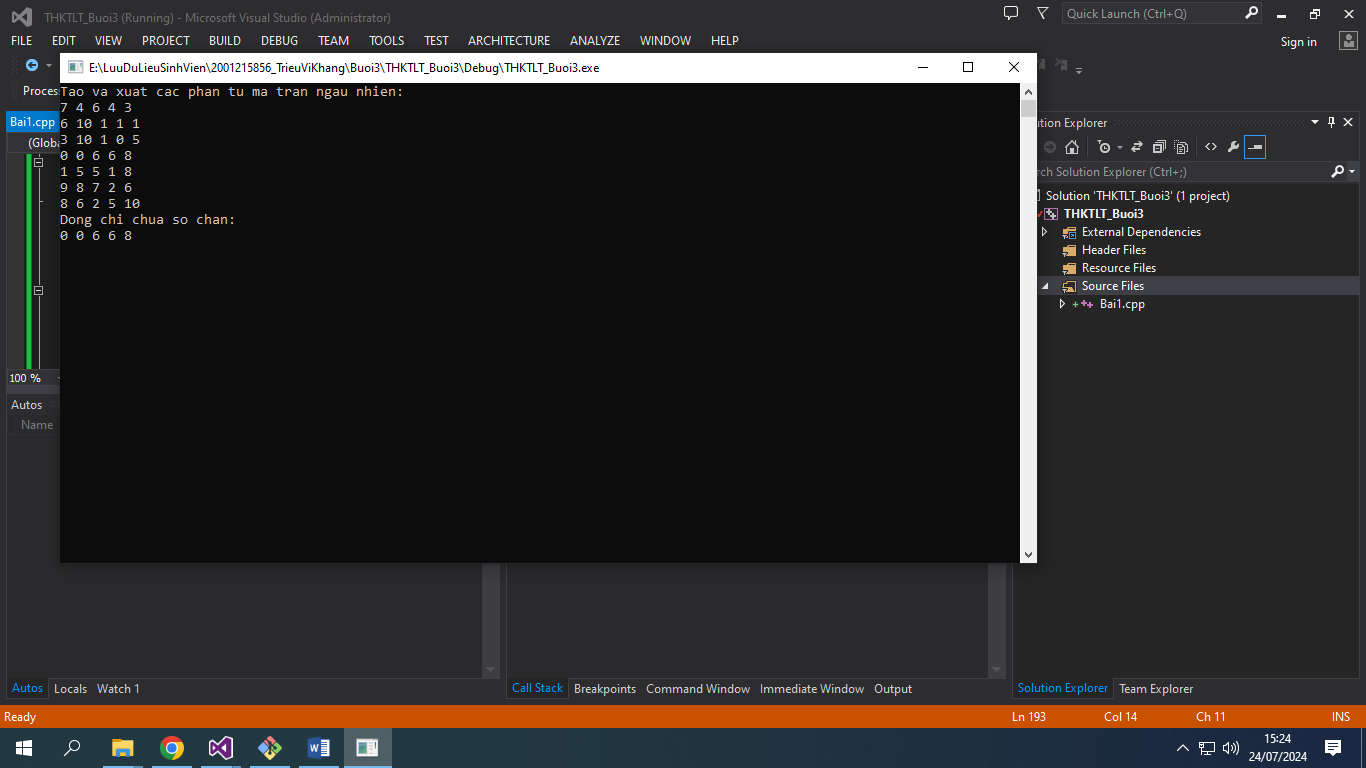 THKTLT_Buoi3 (Running) - Microsoft Visual Studio (Administrator)
Quick Launch (Ctrl+Q)
FILE EDIT VIEW PROJECT BUILD DEBUG TEAM TOOLS TEST ARCHITECTURE ANALYZE WINDOW HELP
Sign in
E:\LuuDuLieuSinhVien\2001215856_TrieuViKhang\Buoi3\THKTLT_Buoi3\Debug\THKTLT_Buoi3.exe
Tao va xuat cac phan tu ma tran ngau nhien:
7 4 6 4 3
6 10 1 1 1
3 10 1 0 5
0 0 6 6 8
1 5 5 1 8
9 8 7 2 6
8 6 2 5 10
Dong chi chua so chan:
0 0 6 6 8
Bai1.cpp
100 %
Autos
Name
Explorer
Solution Explorer (Ctrl+;)
Solution 'THKTLT_Buoi3' (1 project)
THKTLT_Buoi3
External Dependencies
Header Files
Resource Files
Source Files
Bai1.cpp
Autos Locals Watch 1
Call Stack Breakpoints Command Window Immediate Window Output
Solution Explorer Team Explorer
Ready
Ln 193 Col 14 Ch 11 INS
15:24
24/07/2024